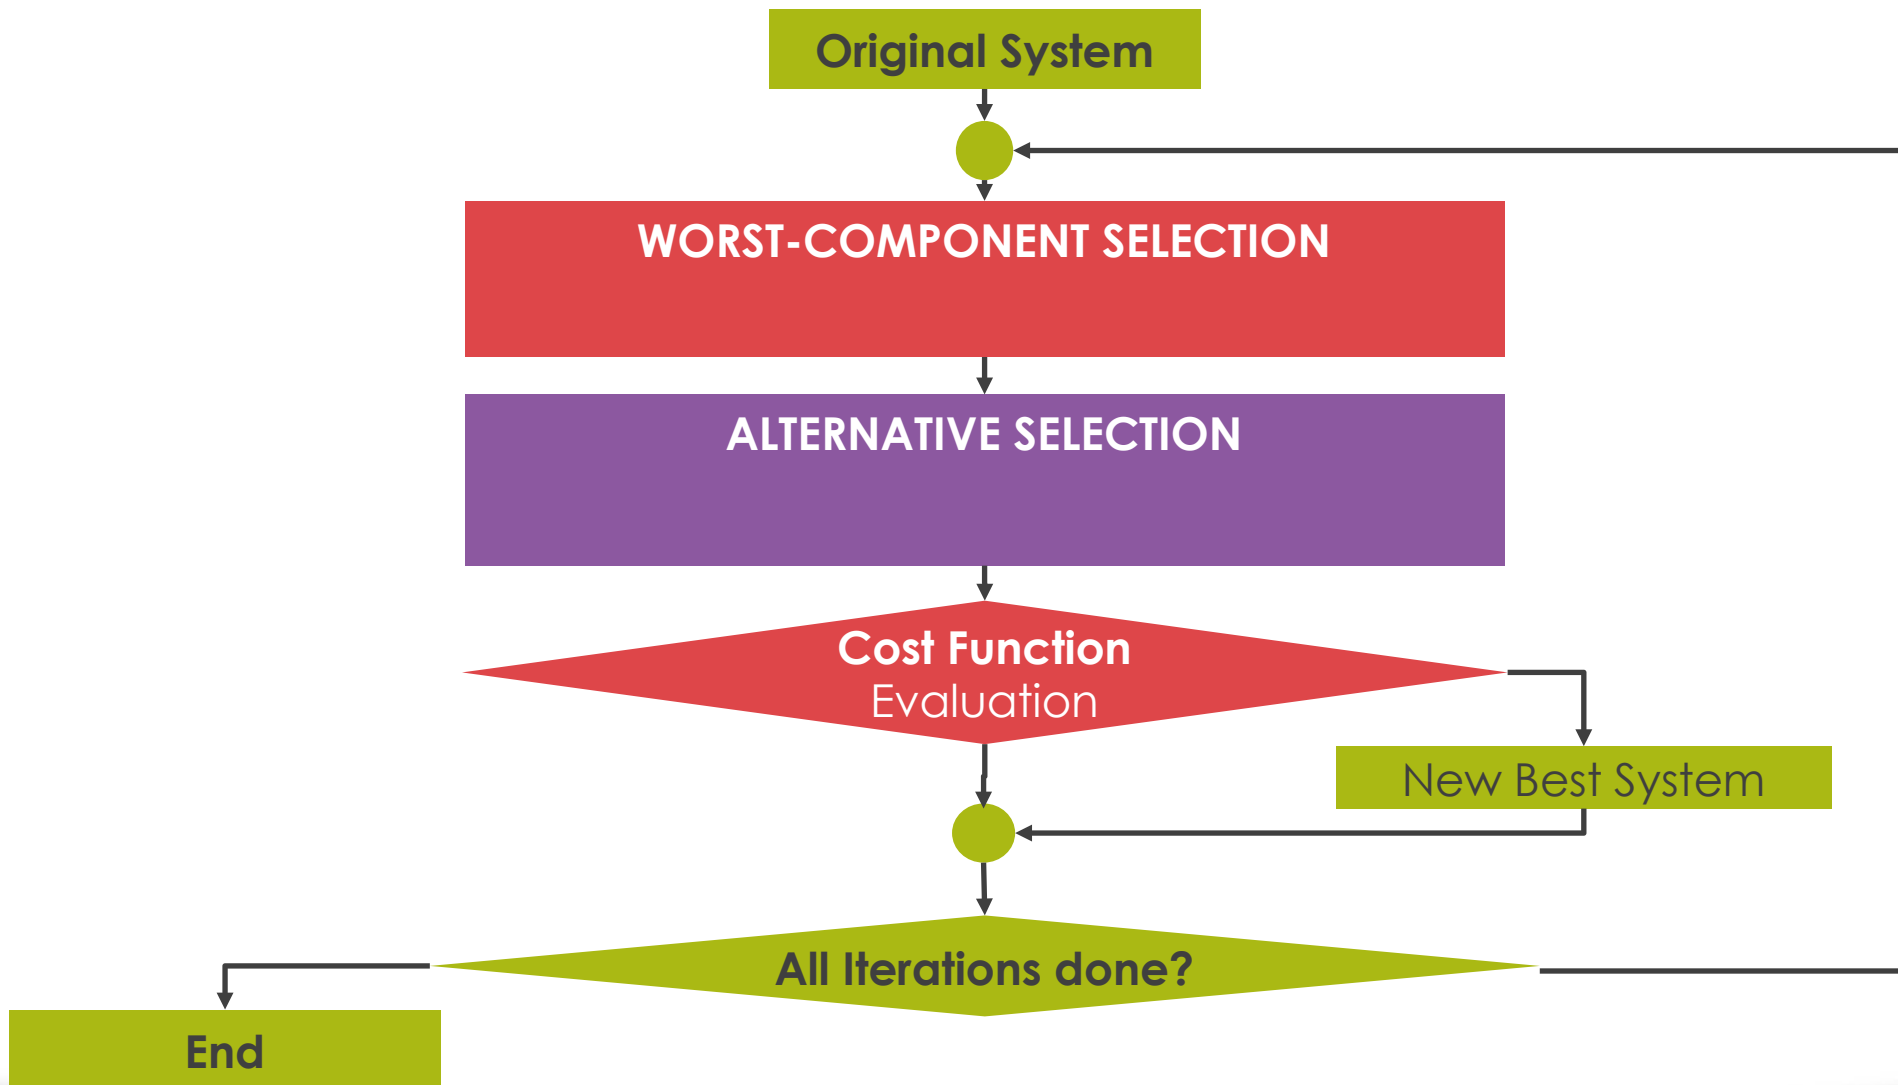 Original System
WORST-COMPONENT SELECTION
ALTERNATIVE SELECTION
Cost Function
Evaluation
New Best System
All Iterations done?
End